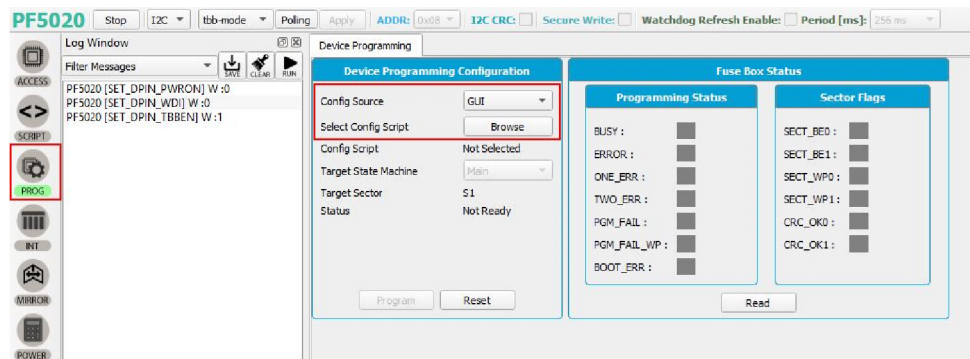 PF5020 Stop I2C tbb-mode Polling Apply ADDR: 0x08 I2C CRC: Secure Write: Watchdog Refresh Enable: Period [ms]: 256 ms
ACCESS
SCRIPT
PROG
INT
MIRROR
POWER
Log Window
Filter Messages SAVE CLEAR RUN
PF5020 [SET_DPIN_PWRON] W :0
PF5020 [SET_DPIN_WDI] W :0
PF5020 [SET_DPIN_TBBEN] W :1
Device Programming
Device Programming Configuration
Config Source GUI
Select Config Script Browse
Config Script Not Selected
Target State Machine Main
Target Sector S1
Status Not Ready
Program Reset
Fuse Box Status
Programming Status
BUSY :
ERROR :
ONE_ERR :
TWO_ERR :
PGM_FAIL :
PGM_FAIL_WP :
BOOT_ERR :
Sector Flags
SECT_BE0 :
SECT_BE1 :
SECT_WP0 :
SECT_WP1 :
CRC_OK0 :
CRC_OK1 :
Read